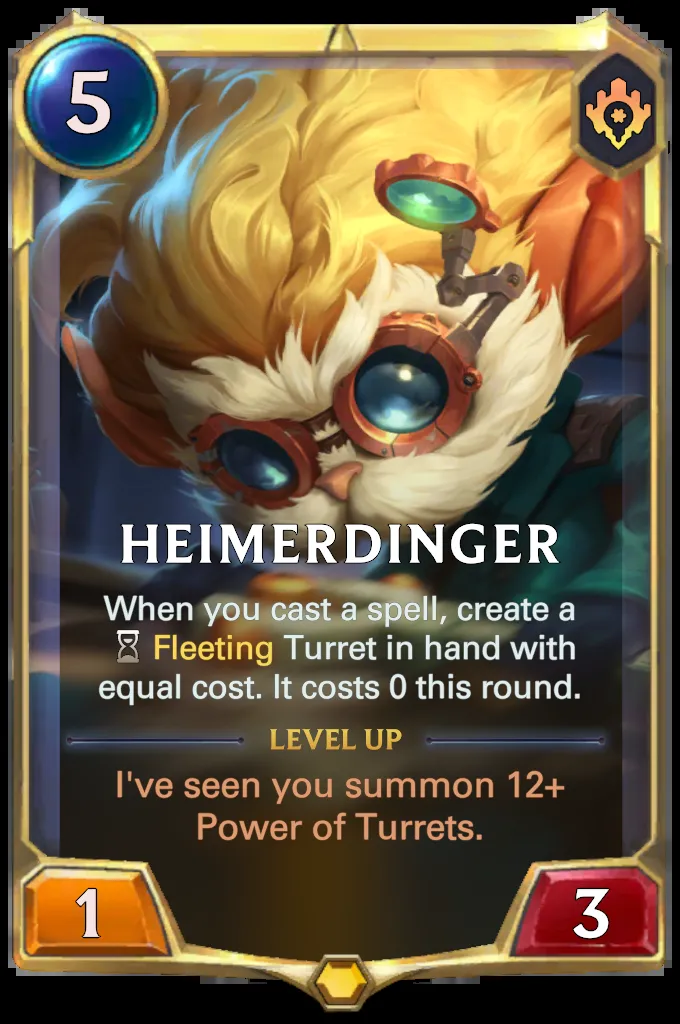 5
HEIMERDINGER
When you cast a spell, create a
Fleeting Turret in hand with
equal cost. It costs 0 this round.
LEVEL UP
I've seen you summon 12+
Power of Turrets.
1
3